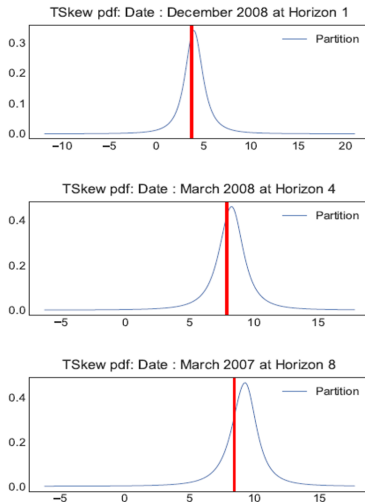 TSkew pdf: Date : December 2008 at Horizon 1
Partition
0.3
0.2
0.1
0.0
−10 −5 0 5 10 15 20
TSkew pdf: Date : March 2008 at Horizon 4
Partition
0.4
0.2
0.0
−5 0 5 10 15
TSkew pdf: Date : March 2007 at Horizon 8
Partition
0.4
0.2
0.0
−5 0 5 10 15